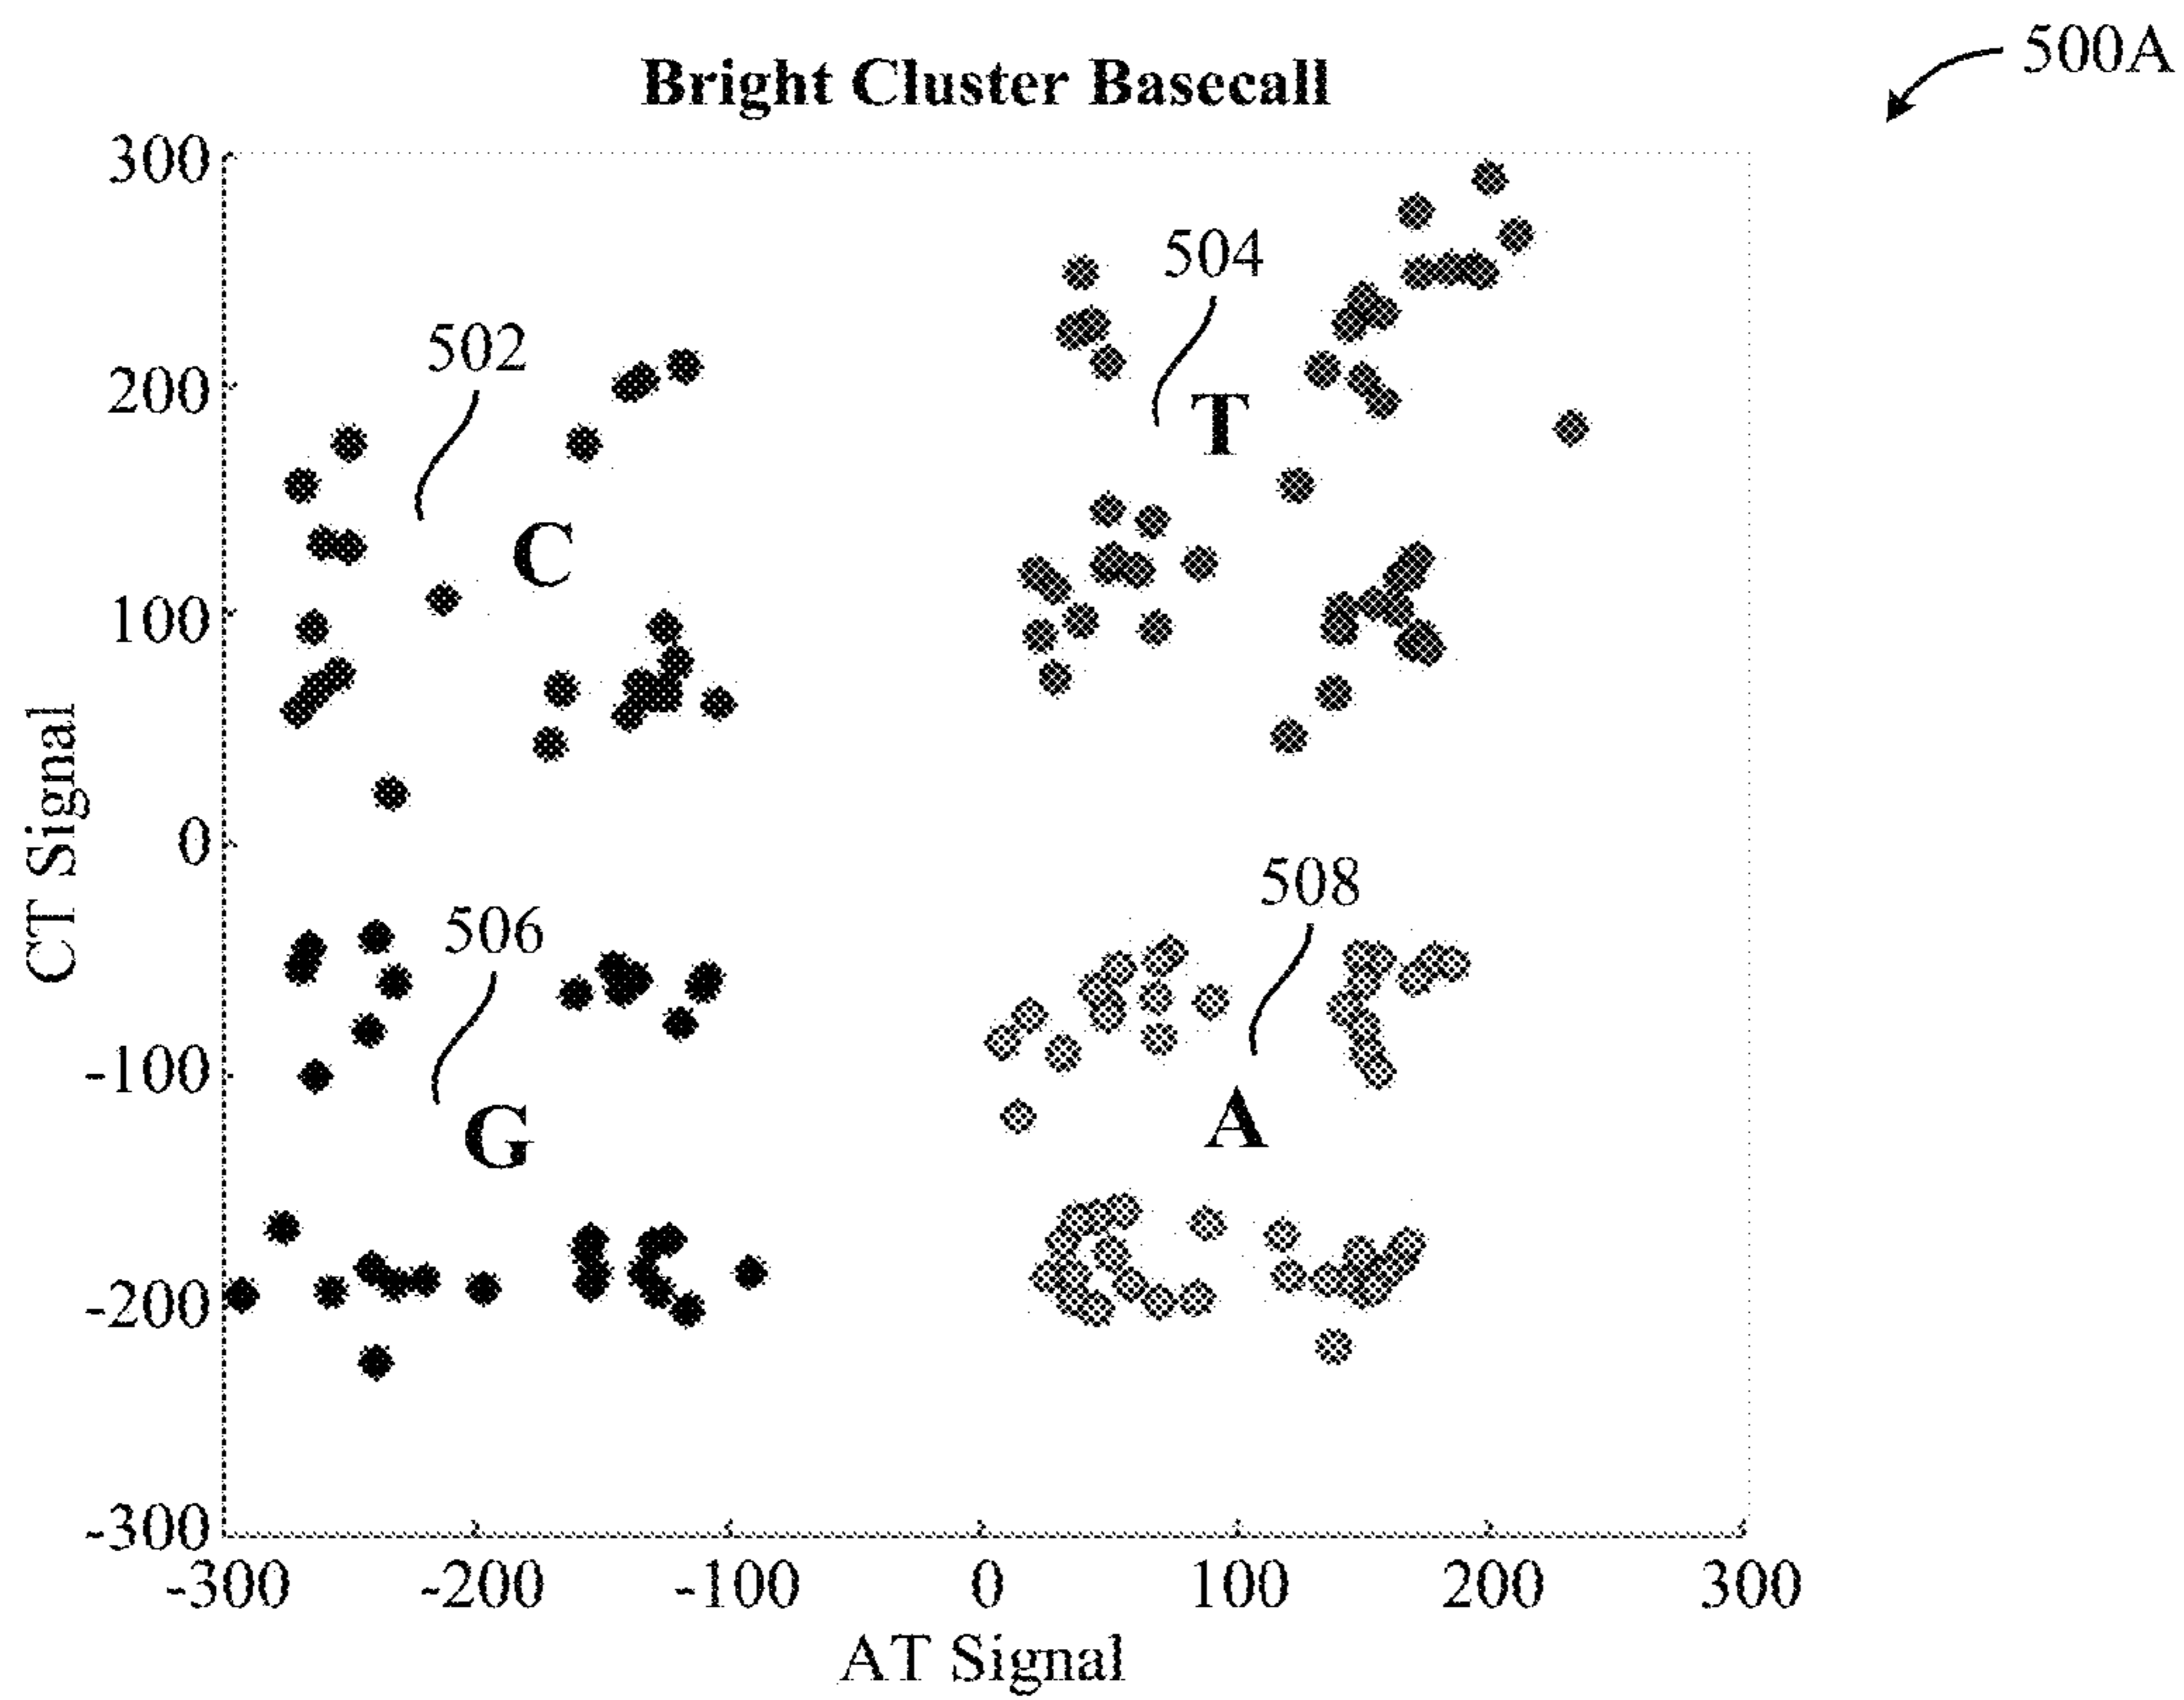 500A
Bright Cluster Basecall
300
504
502
200
T
C
100
CT Signal
0
508
506
-100
A
G
-200
-300
-300 -200 -100 0 100 200 300
AT Signal